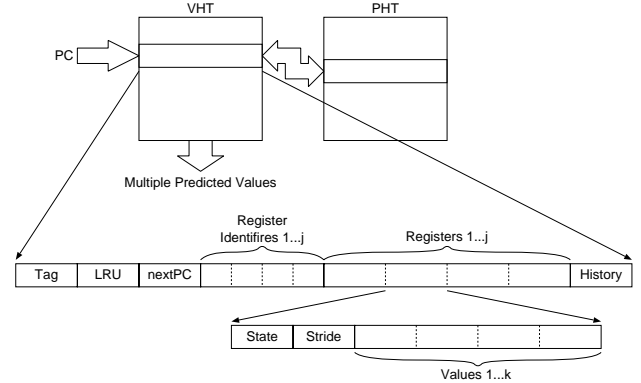 VHT
PHT
PC
Multiple Predicted Values
Register
Identifires 1...j
Registers 1...j
Tag
LRU
nextPC
History
State
Stride
Values 1...k